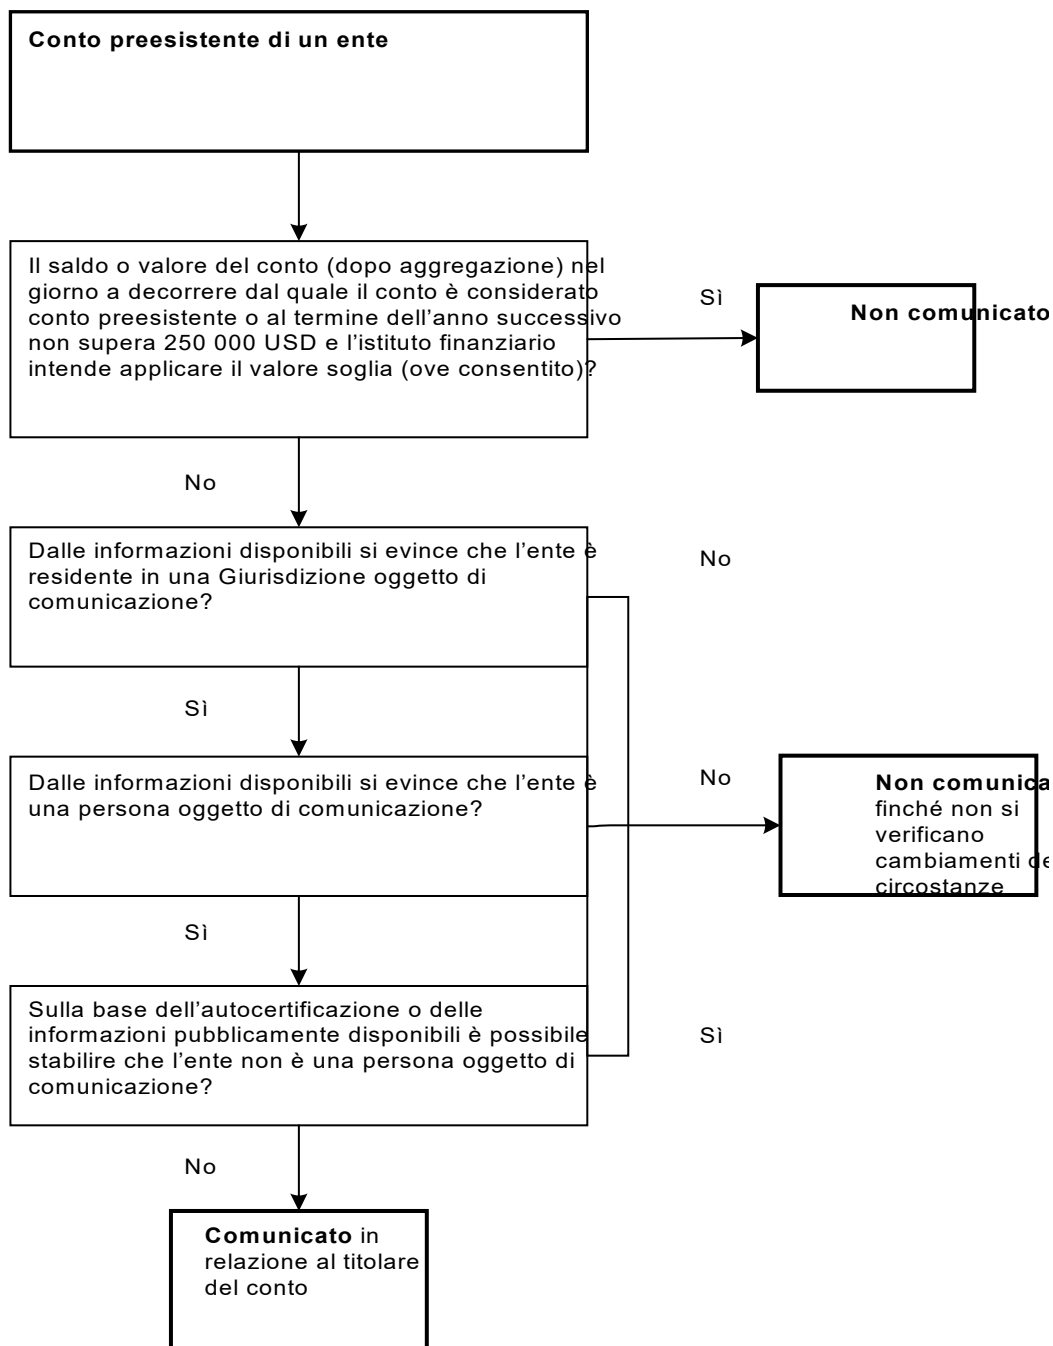 Conto preesistente di un ente
Il saldo o valore del conto (dopo aggregazione) nel
giorno a decorrere dal quale il conto è considerato
conto preesistente o al termine dell'anno successivo
non supera 250 000 USD e l'istituto finanziario
intende applicare il valore soglia (ove consentito)?
Sì
Non comunicato
No
Dalle informazioni disponibili si evince che l'ente è
residente in una Giurisdizione oggetto di
comunicazione?
No
Sì
Dalle informazioni disponibili si evince che l'ente è
una persona oggetto di comunicazione?
No
Non comunica
finché non si
verificano
cambiamenti de
circostanze
Sì
Sulla base dell'autocertificazione o delle
informazioni pubblicamente disponibili è possibile
stabilire che l'ente non è una persona oggetto di
comunicazione?
Sì
No
Comunicato in
relazione al titolare
del conto